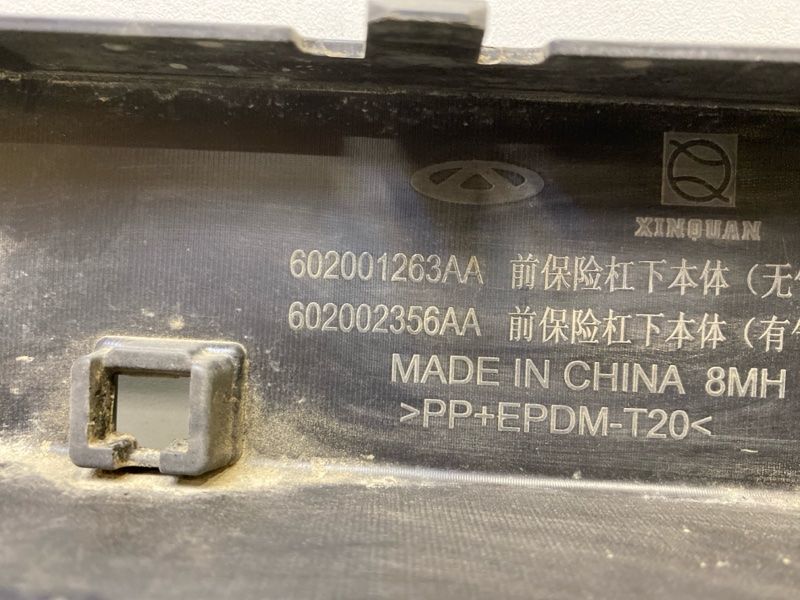 XINQUAN
602001263AA 前保险杠下本体（无
602002356AA 前保险杠下本体（有
MADE IN CHINA 8MH
>PP+EPDM-T20<